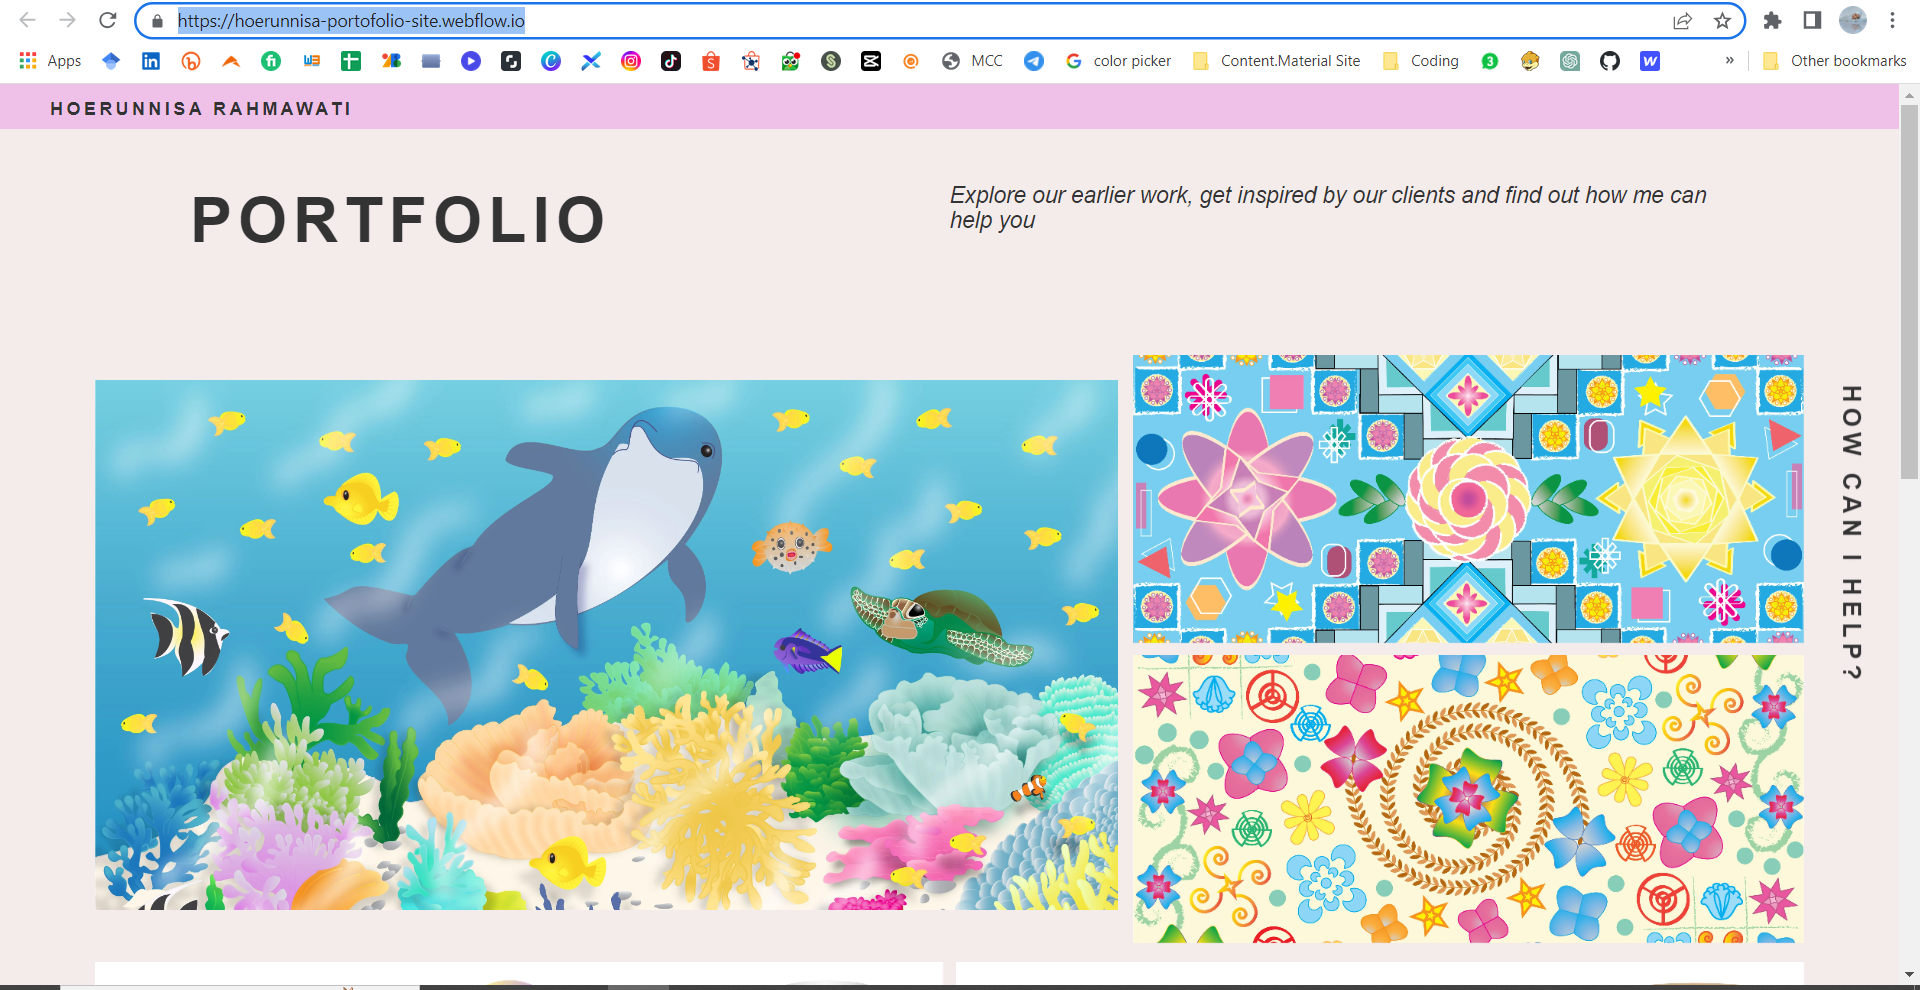 https://hoerunnisa-portofolio-site.webflow.io
Apps
MCC
color picker
Content.Material Site
Coding
»
Other bookmarks
HOERUNNISA RAHMAWATI
PORTFOLIO
Explore our earlier work, get inspired by our clients and find out how me can
help you
HOW CAN I HELP?